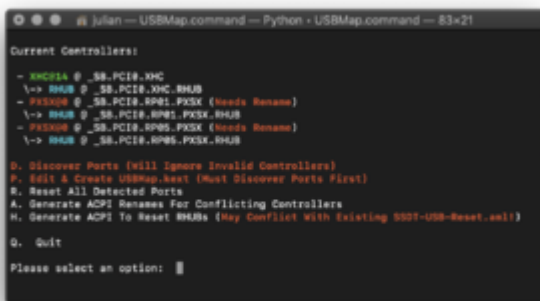 julian — USBMap.command — Python • USBMap.command — 83×21
Current Controllers:
- XHC@14 @ _SB.PCI0.XHC
\-> RHUB @ _SB.PCI0.XHC.RHUB
- PXSX@0 @ _SB.PCI0.RP01.PXSX (Needs Rename)
\-> RHUB @ _SB.PCI0.RP01.PXSX.RHUB
- PXSX@0 @ _SB.PCI0.RP05.PXSX (Needs Rename)
\-> RHUB @ _SB.PCI0.RP05.PXSX.RHUB
D. Discover Ports (Will Ignore Invalid Controllers)
P. Edit & Create USBMap.kext (Must Discover Ports First)
R. Reset All Detected Ports
A. Generate ACPI Renames For Conflicting Controllers
H. Generate ACPI To Reset RHUBs (May Conflict With Existing SSDT-USB-Reset.aml!)
Q. Quit
Please select an option: